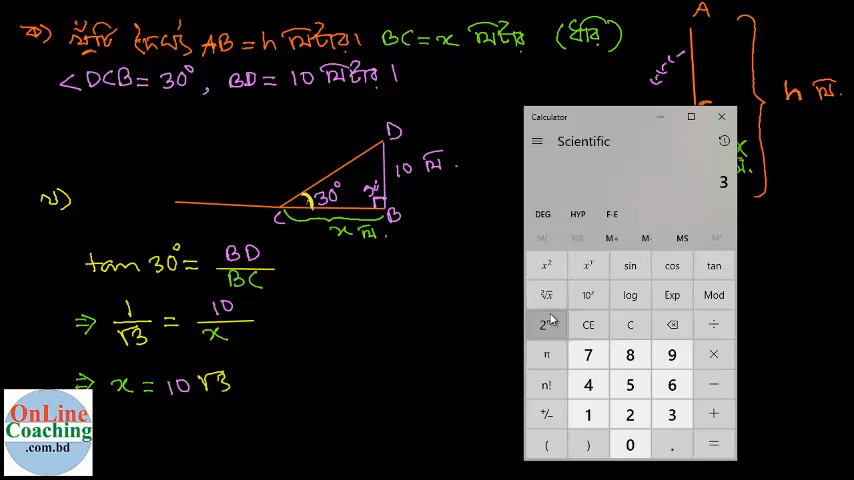 ক) খুঁটি দৈর্ঘ্য AB = h মিটার। BC = x মিটার (ধরি)
∠DCB = 30°, BD = 10 মিটার।
A
h মি.
খ)
D
10 মি.
30°
C
B
x মি.
tan 30° = BD/BC
⇒ 1/√3 = 10/x
⇒ x = 10√3
Calculator
Scientific
3
DEG HYP F-E
MC MR M+ M- MS M˅
x² xʸ sin cos tan
10ˣ log Exp Mod
CE C ÷
π 7 8 9 ×
n! 4 5 6 −
+/− 1 2 3 +
( ) 0 . =
OnLine
Coaching
.com.bd